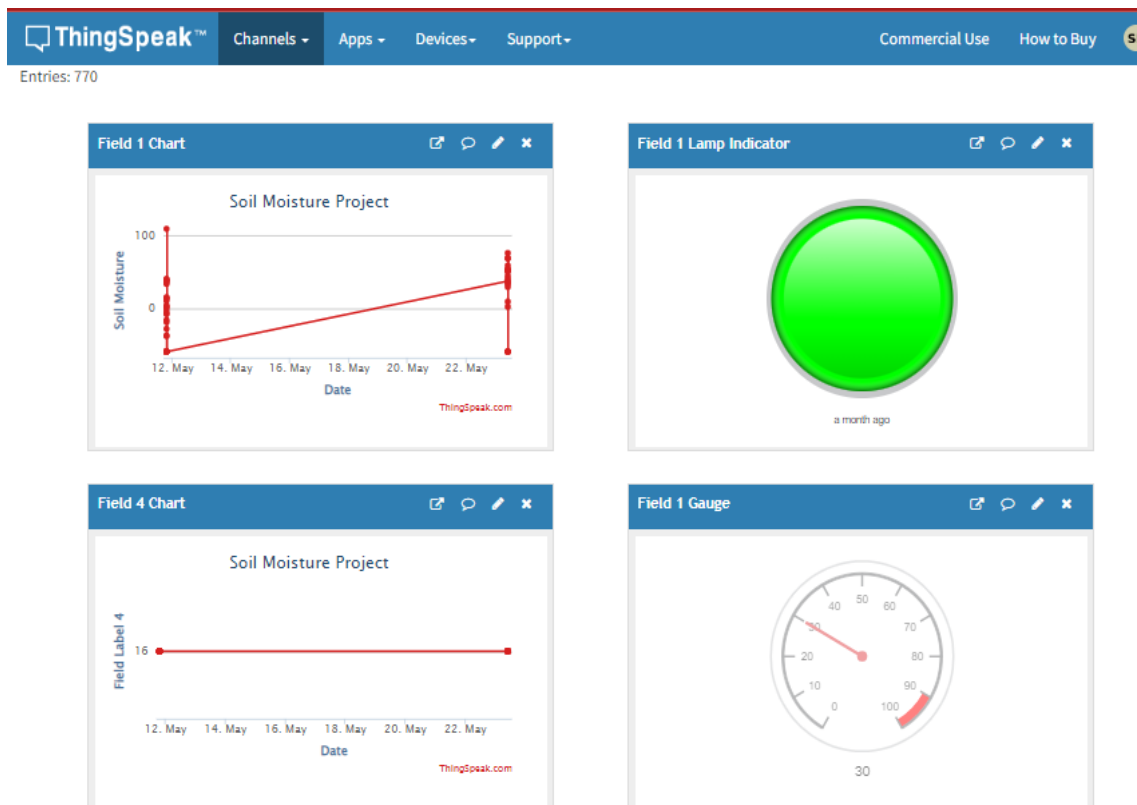 ThingSpeak™ Channels Apps Devices Support Commercial Use How to Buy S
Entries: 770
Field 1 Chart
Soil Moisture Project
100
0
Soil Moisture
12. May 14. May 16. May 18. May 20. May 22. May
Date
ThingSpeak.com
Field 1 Lamp Indicator
a month ago
Field 4 Chart
Soil Moisture Project
16
Field Label 4
12. May 14. May 16. May 18. May 20. May 22. May
Date
ThingSpeak.com
Field 1 Gauge
0 10 20 30 40 50 60 70 80 90 100
30